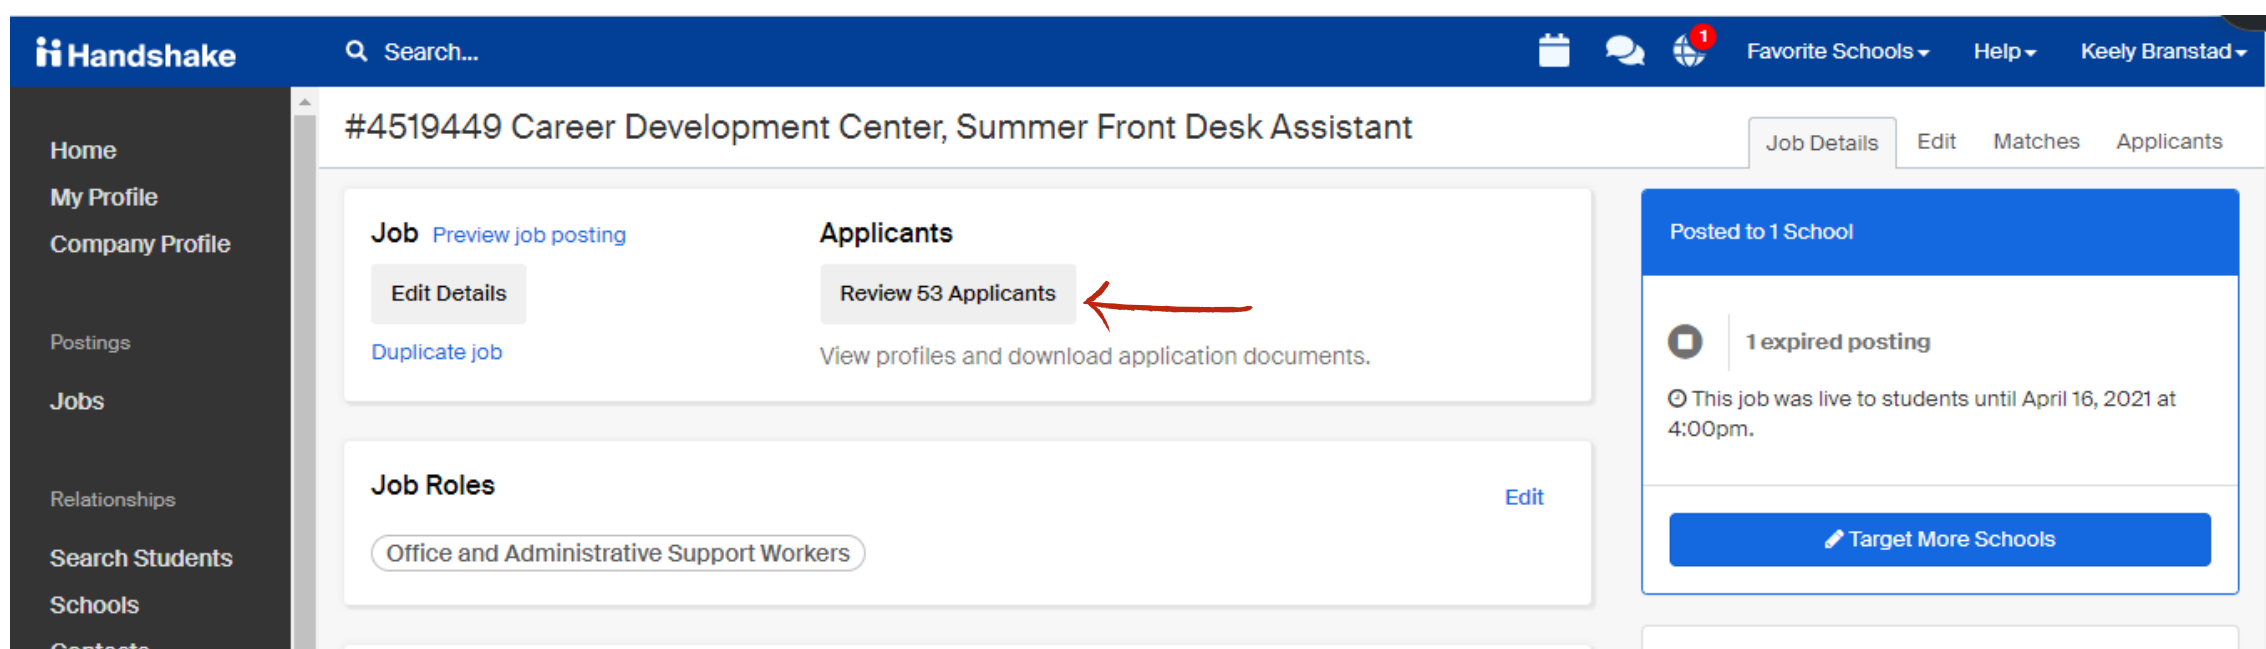 Handshake
Search...
1
Favorite Schools
Help
Keely Branstad
Home
My Profile
Company Profile
Postings
Jobs
Relationships
Search Students
Schools
#4519449 Career Development Center, Summer Front Desk Assistant
Job Details
Edit
Matches
Applicants
Job Preview job posting
Edit Details
Duplicate job
Applicants
Review 53 Applicants
View profiles and download application documents.
Job Roles
Edit
Office and Administrative Support Workers
Posted to 1 School
1 expired posting
This job was live to students until April 16, 2021 at
4:00pm.
Target More Schools